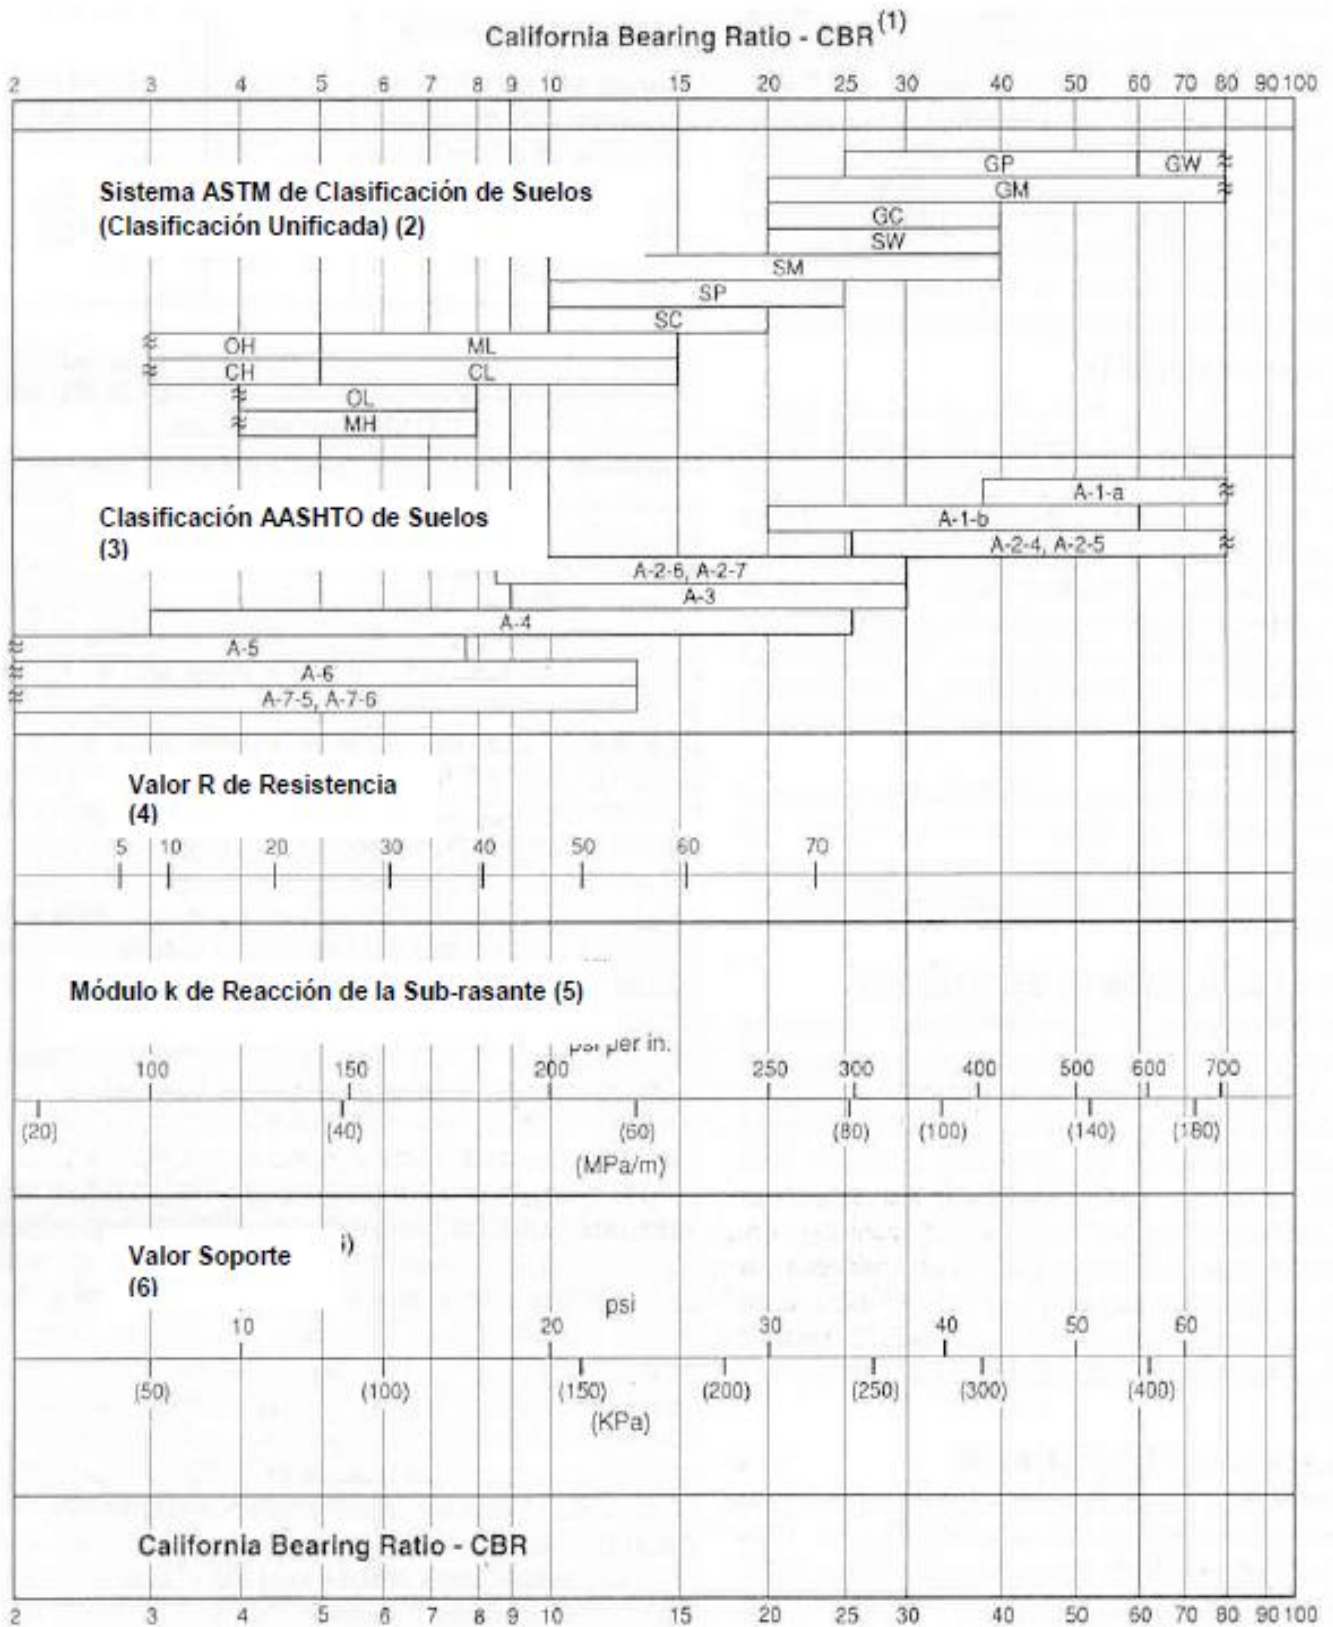 California Bearing Ratio - CBR (1)
2 3 4 5 6 7 8 9 10 15 20 25 30 40 50 60 70 80 90 100
GP GW
Sistema ASTM de Clasificación de Suelos
GM
(Clasificación Unificada) (2)
GC
SW
SM
SP
SC
OH ML
CH CL
OL
MH
A-1-a
Clasificación AASHTO de Suelos
A-1-b
(3)
A-2-4, A-2-5
A-2-6, A-2-7
A-3
A-4
A-5
A-6
A-7-5, A-7-6
Valor R de Resistencia
(4)
5 10 20 30 40 50 60 70
Módulo k de Reacción de la Sub-rasante (5)
per in.
100 150 200 250 300 400 500 600 700
(20) (40) (60) (80) (100) (140) (180)
(MPa/m)
Valor Soporte
(6)
psi
10 20 30 40 50 60
(50) (100) (150) (200) (250) (300) (400)
(KPa)
California Bearing Ratio - CBR
2 3 4 5 6 7 8 9 10 15 20 25 30 40 50 60 70 80 90 100